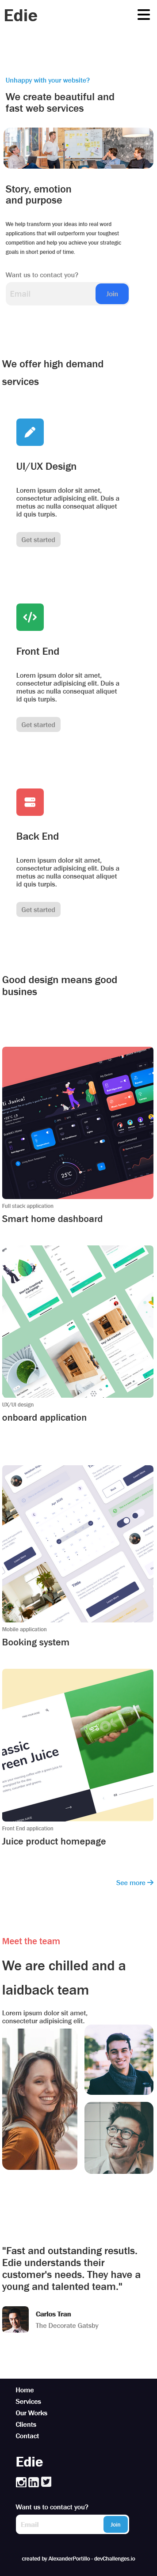 Edie
Unhappy with your website?
We create beautiful and
fast web services
Story, emotion
and purpose
We help transform your ideas into real word
applications that will outperform your toughest
competition and help you achieve your strategic
goals in short period of time.
Want us to contact you?
Email
Join
We offer high demand
services
UI/UX Design
Lorem ipsum dolor sit amet,
consectetur adipiscing elit. Duis a
metus ac nulla consequat aliquet
id quis turpis.
Get started
Front End
Lorem ipsum dolor sit amet,
consectetur adipiscing elit. Duis a
metus ac nulla consequat aliquet
id quis turpis.
Get started
Back End
Lorem ipsum dolor sit amet,
consectetur adipiscing elit. Duis a
metus ac nulla consequat aliquet
id quis turpis.
Get started
Good design means good
busines
Full stack application
Smart home dashboard
UX/UI design
onboard application
Mobile application
Booking system
assic
reen Juice
Front End application
Juice product homepage
See more
Meet the team
We are chilled and a
laidback team
Lorem ipsum dolor sit amet,
consectetur adipisicing elit.
"Fast and outstanding resutls.
Edie understands their
customer's needs. They have a
young and talented team."
Carlos Tran
The Decorate Gatsby
Home
Services
Our Works
Clients
Contact
Edie
Want us to contact you?
Email
Join
created by AlexanderPortillo - devChallenges.io